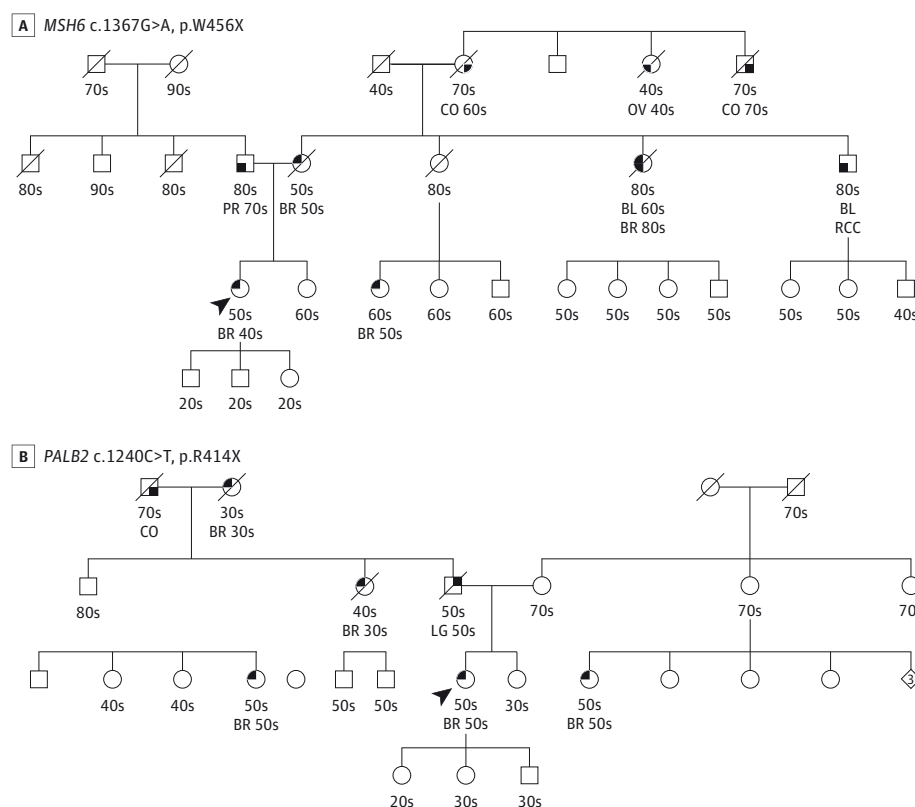 A MSH6 c.1367G>A, p.W456X
70s 90s 40s 70s 40s 70s
CO 60s OV 40s CO 70s
80s 90s 80s 80s 50s 80s 80s 80s
PR 70s BR 50s BL 60s BL
BR 80s RCC
50s 60s 60s 60s 60s 50s 50s 50s 50s 50s 50s 40s
BR 40s BR 50s
20s 20s 20s
B PALB2 c.1240C>T, p.R414X
70s 30s 70s
CO BR 30s
80s 40s 50s 70s 70s 70s
BR 30s LG 50s
3
40s 40s 50s 50s 50s 50s 30s 50s
BR 50s BR 50s BR 50s
20s 30s 30s